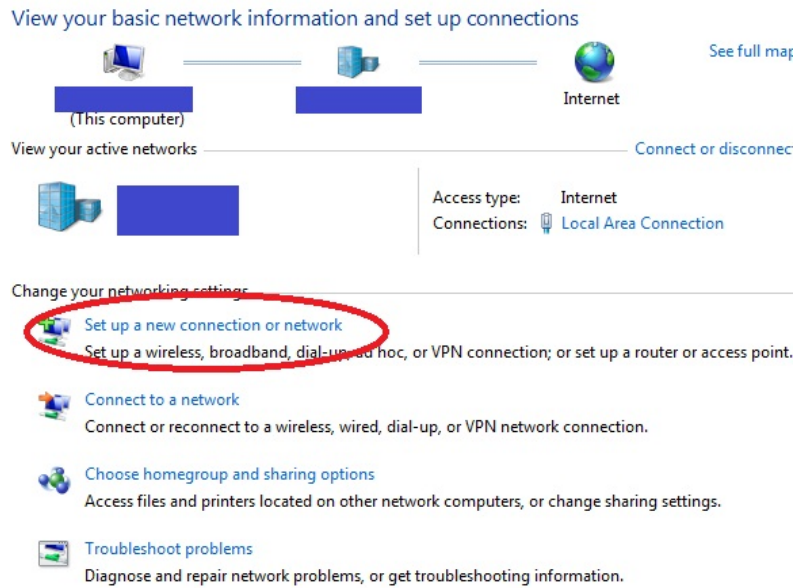 View your basic network information and set up connections
See full map
Internet
(This computer)
View your active networks
Connect or disconnect
Access type: Internet
Connections: Local Area Connection
Change your networking settings
Set up a new connection or network
Set up a wireless, broadband, dial-up, ad hoc, or VPN connection; or set up a router or access point.
Connect to a network
Connect or reconnect to a wireless, wired, dial-up, or VPN network connection.
Choose homegroup and sharing options
Access files and printers located on other network computers, or change sharing settings.
Troubleshoot problems
Diagnose and repair network problems, or get troubleshooting information.